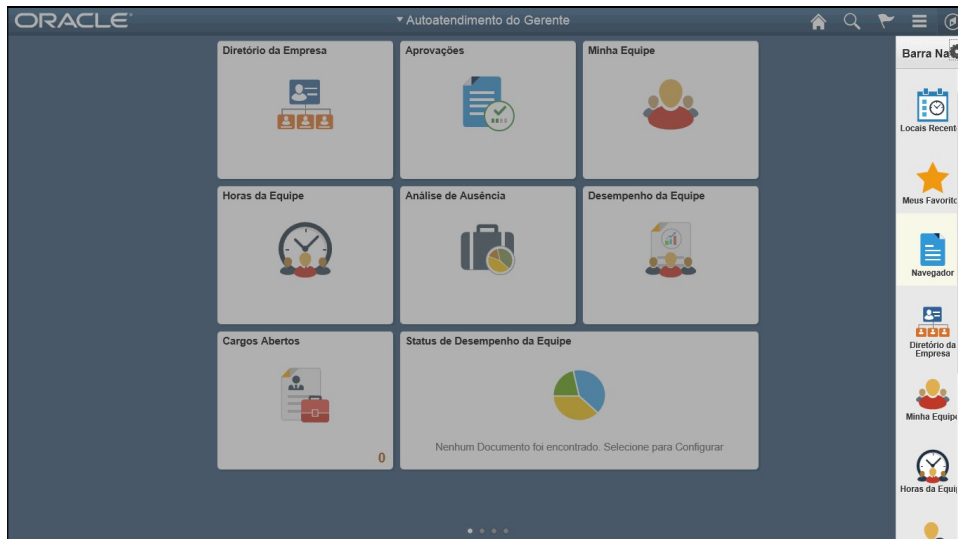 ORACLE
Autoatendimento do Gerente
Diretório da Empresa
Aprovações
Minha Equipe
Barra Na
Locais Recent
Meus Favorito
Horas da Equipe
Análise de Ausência
Desempenho da Equipe
Navegador
Diretório da
Empresa
Cargos Abertos
Status de Desempenho da Equipe
0
Nenhum Documento foi encontrado. Selecione para Configurar
Minha Equipe
Horas da Equip